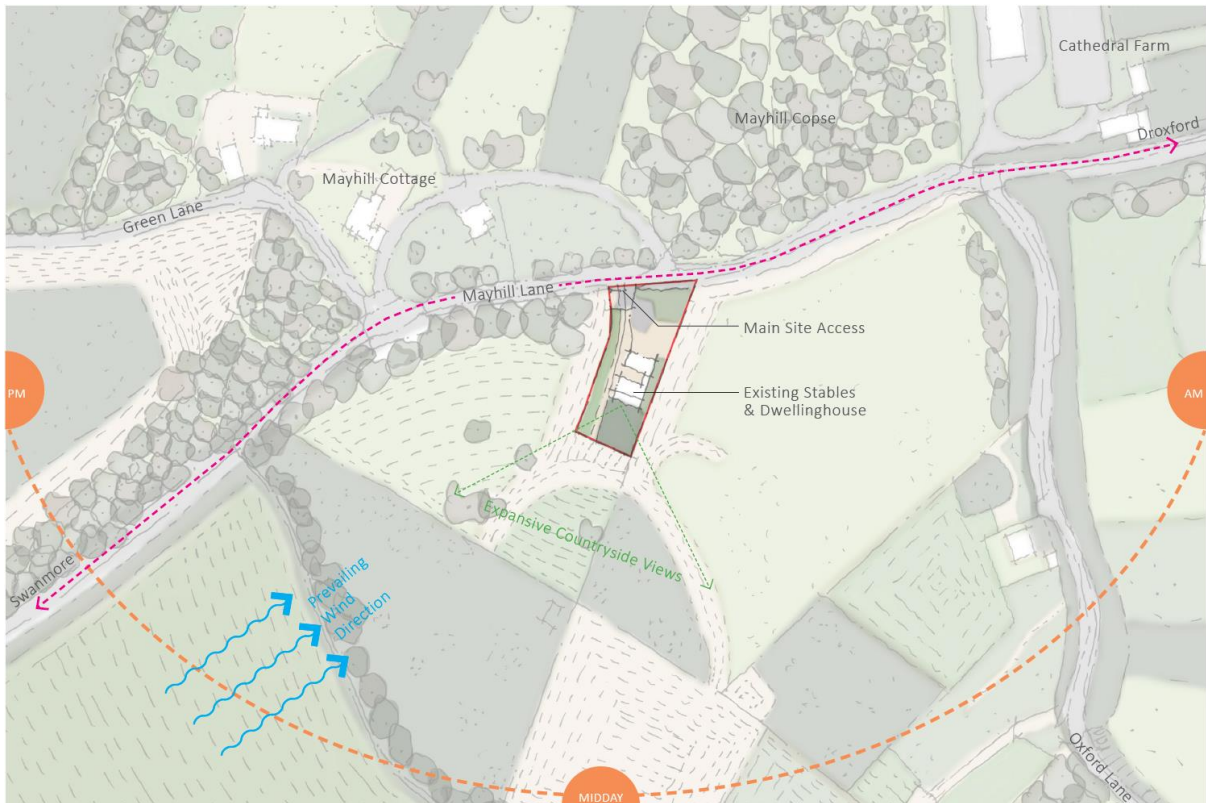 Cathedral Farm
Mayhill Copse
Droxford
Mayhill Cottage
Green Lane
Mayhill Lane
Main Site Access
PM
AM
Existing Stables
& Dwellinghouse
Expansive Countryside Views
Swanmore
Prevailing
Wind
Direction
Oxford Lane
MIDDAY